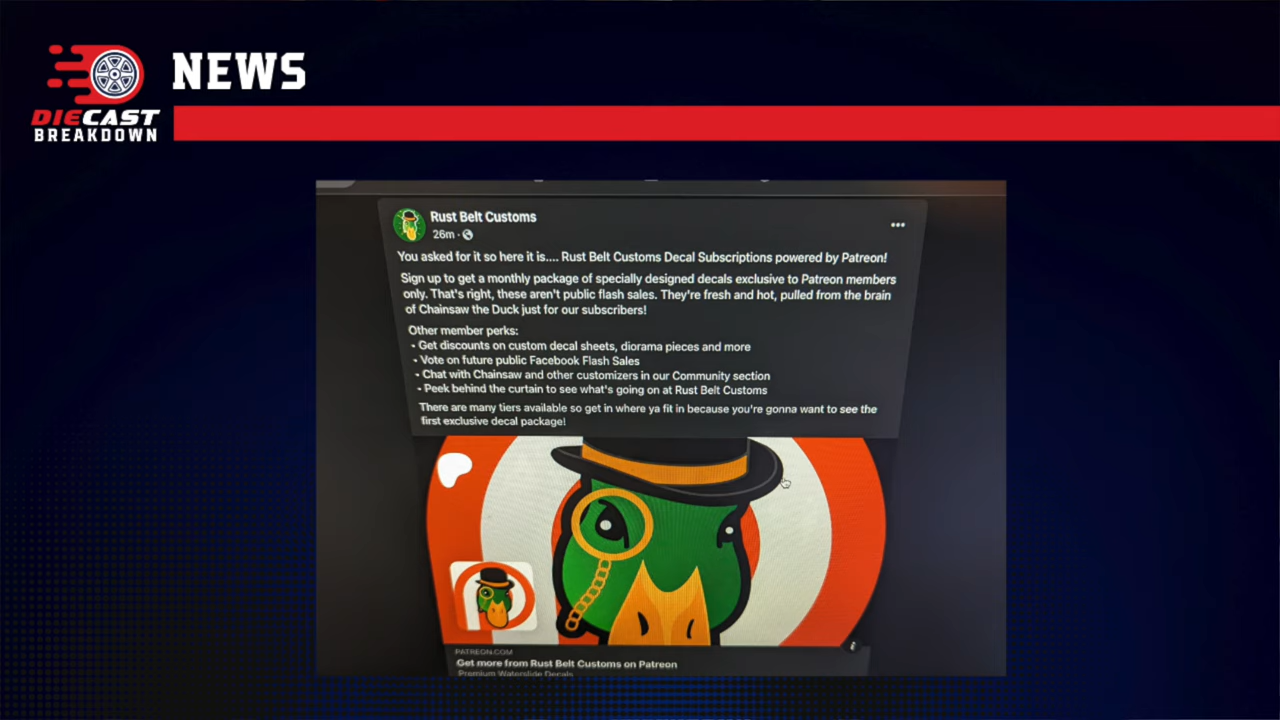 NEWS
DIECAST
BREAKDOWN
Rust Belt Customs
26m ·
You asked for it so here it is.... Rust Belt Customs Decal Subscriptions powered by Patreon!
Sign up to get a monthly package of specially designed decals exclusive to Patreon members
only. That's right, these aren't public flash sales. They're fresh and hot, pulled from the brain
of Chainsaw the Duck just for our subscribers!
Other member perks:
• Get discounts on custom decal sheets, diorama pieces and more
• Vote on future public Facebook Flash Sales
• Chat with Chainsaw and other customizers in our Community section
• Peek behind the curtain to see what's going on at Rust Belt Customs
There are many tiers available so get in where ya fit in because you're gonna want to see the
first exclusive decal package!
PATREON.COM
Get more from Rust Belt Customs on Patreon
Premium Waterslide Decals